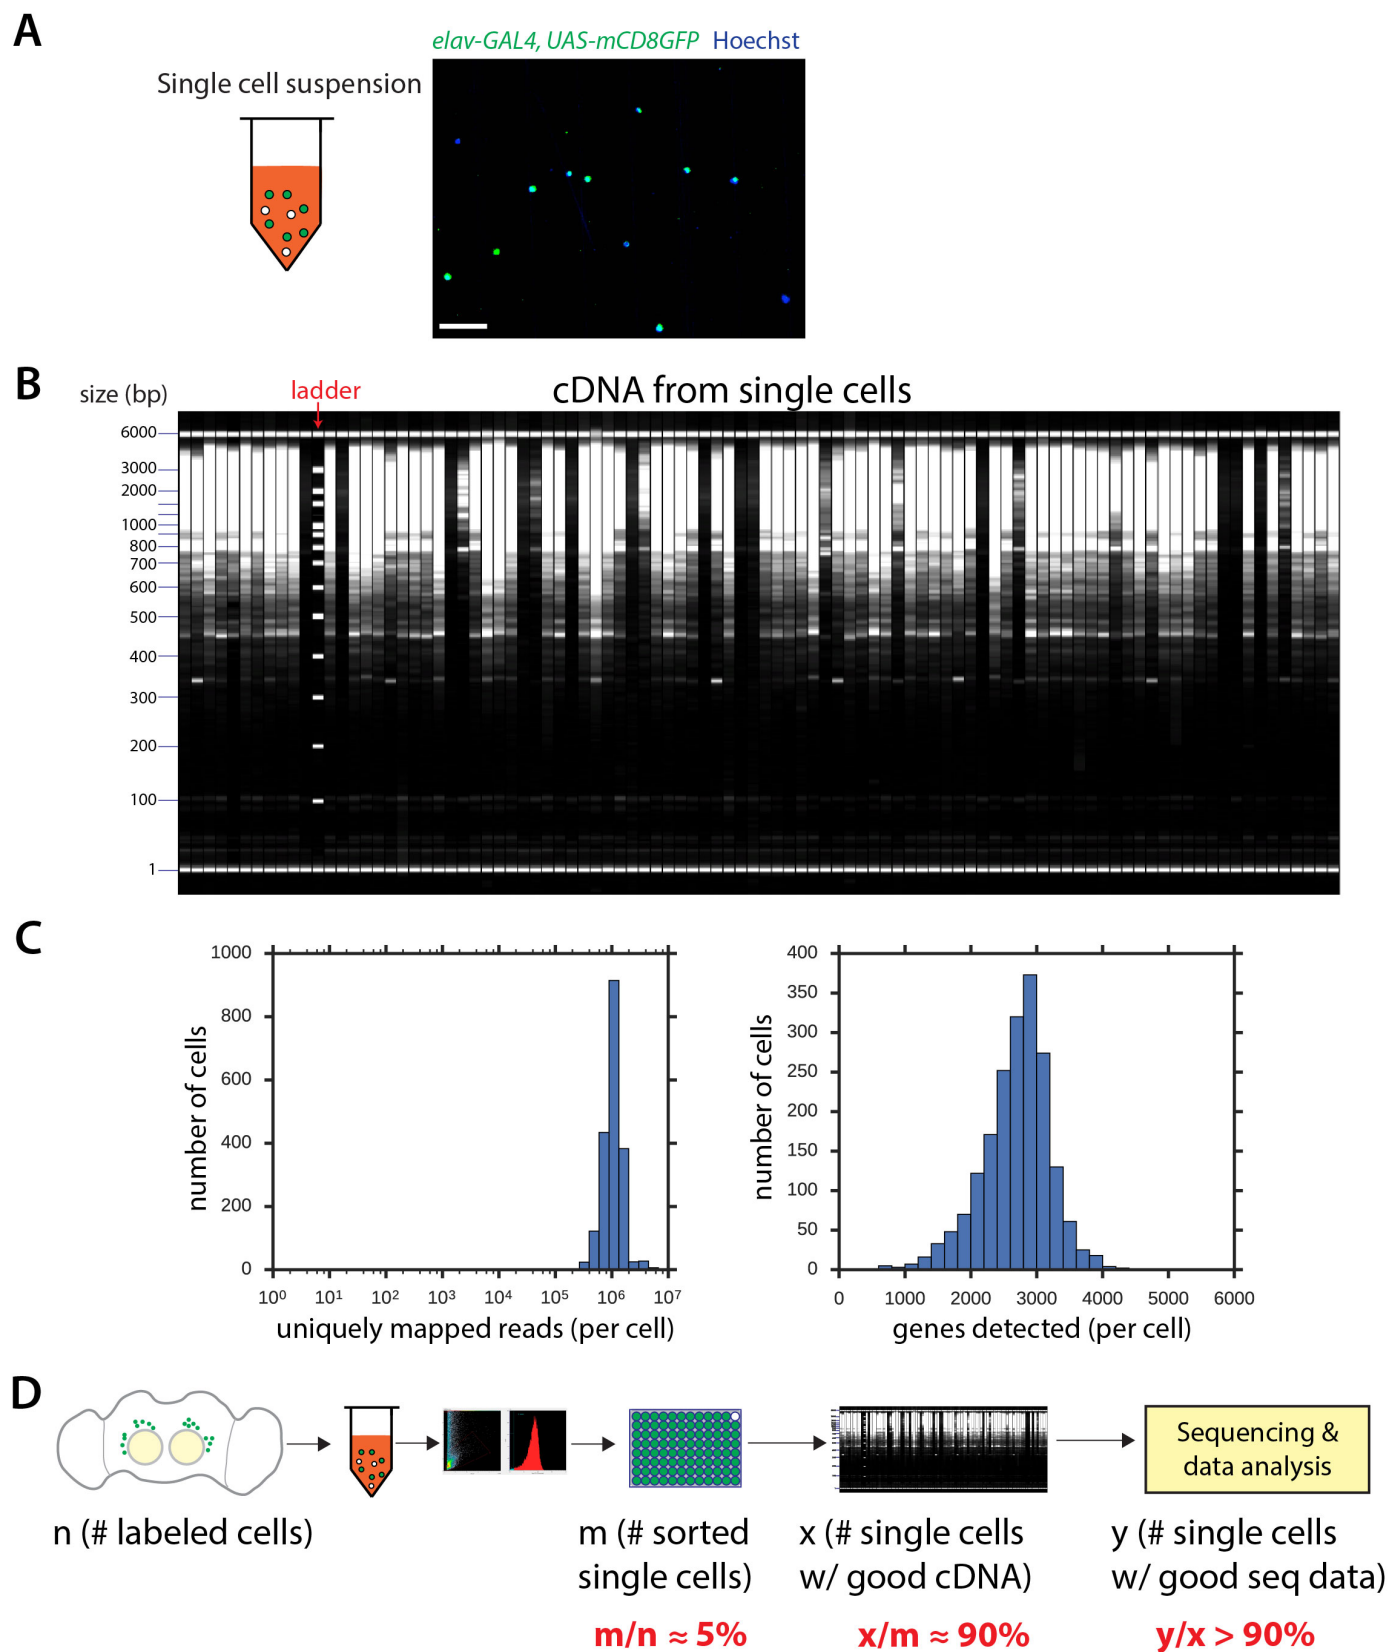 A
elav-GAL4, UAS-mCD8GFP Hoechst
Single cell suspension
B
size (bp)
ladder
cDNA from single cells
6000
3000
2000
1000
800
700
600
500
400
300
200
100
1
C
1000
800
600
400
200
0
number of cells
10⁰ 10¹ 10² 10³ 10⁴ 10⁵ 10⁶ 10⁷
uniquely mapped reads (per cell)
400
350
300
250
200
150
100
50
0
number of cells
0 1000 2000 3000 4000 5000 6000
genes detected (per cell)
D
Sequencing &
data analysis
n (# labeled cells)
m (# sorted
single cells)
m/n ≈ 5%
x (# single cells
w/ good cDNA)
x/m ≈ 90%
y (# single cells
w/ good seq data)
y/x > 90%